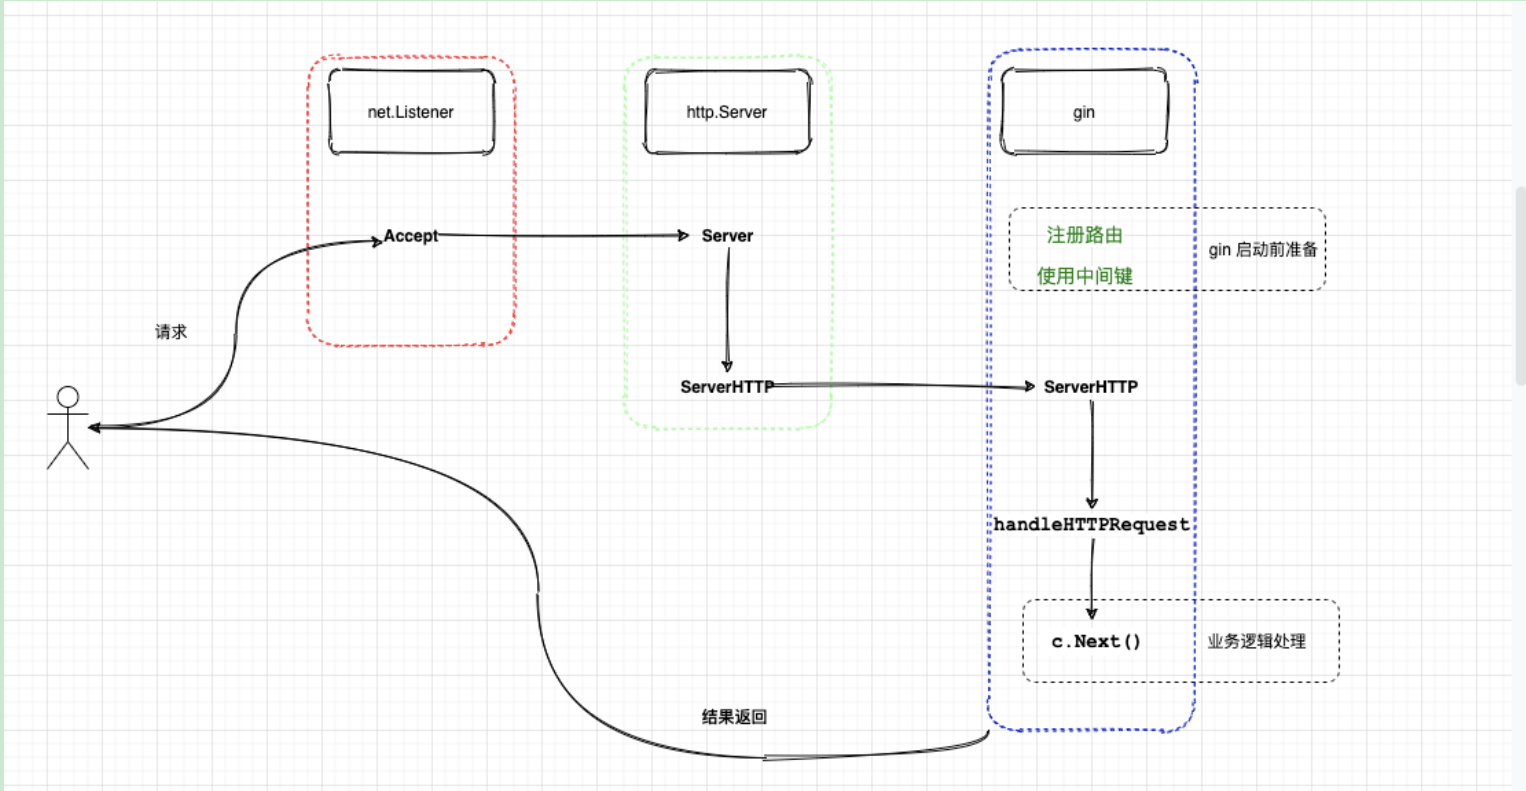 net.Listener
http.Server
gin
Accept
Server
注册路由
使用中间键
gin 启动前准备
请求
ServerHTTP
ServerHTTP
handleHTTPRequest
c.Next()
业务逻辑处理
结果返回